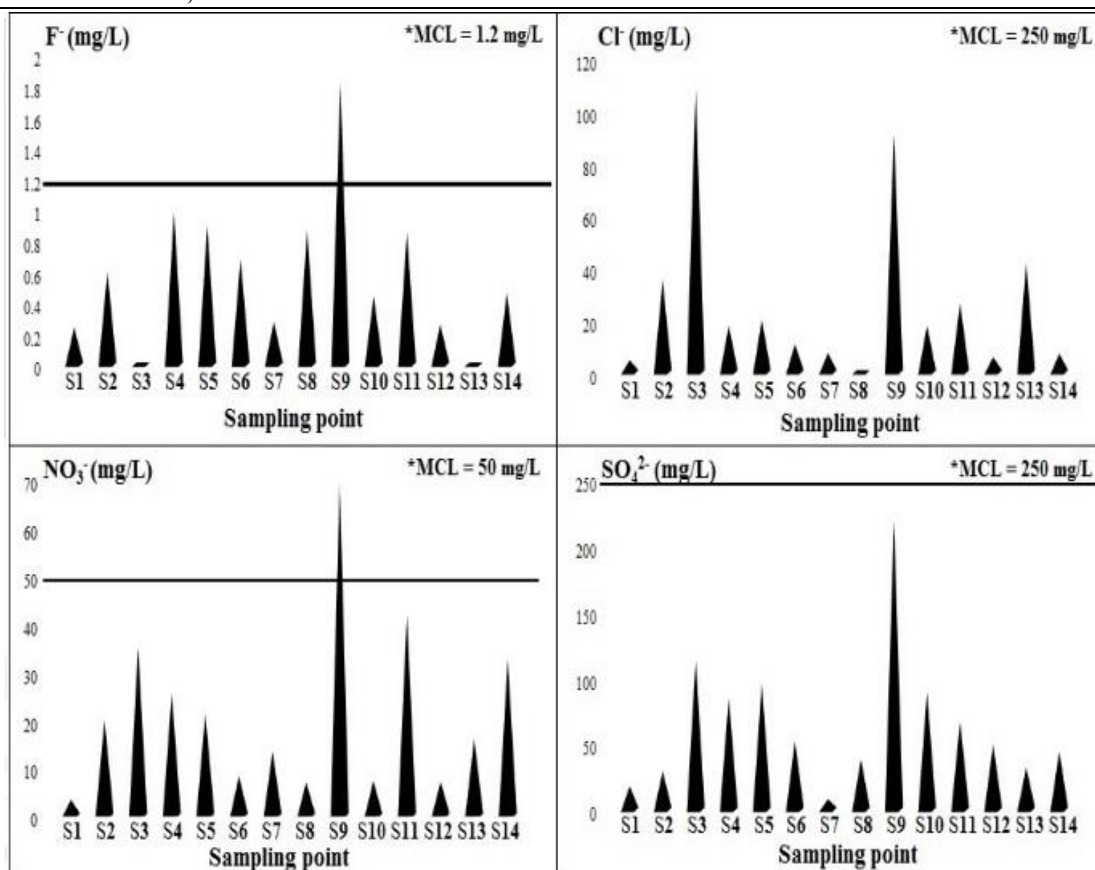 F⁻ (mg/L) *MCL = 1.2 mg/L
2
1.8
1.6
1.4
1.2
1
0.8
0.6
0.4
0.2
0
S1 S2 S3 S4 S5 S6 S7 S8 S9 S10 S11 S12 S13 S14
Sampling point
Cl⁻ (mg/L) *MCL = 250 mg/L
120
100
80
60
40
20
0
S1 S2 S3 S4 S5 S6 S7 S8 S9 S10 S11 S12 S13 S14
Sampling point
NO₃⁻ (mg/L) *MCL = 50 mg/L
70
60
50
40
30
20
10
0
S1 S2 S3 S4 S5 S6 S7 S8 S9 S10 S11 S12 S13 S14
Sampling point
SO₄²⁻ (mg/L) *MCL = 250 mg/L
250
200
150
100
50
0
S1 S2 S3 S4 S5 S6 S7 S8 S9 S10 S11 S12 S13 S14
Sampling point